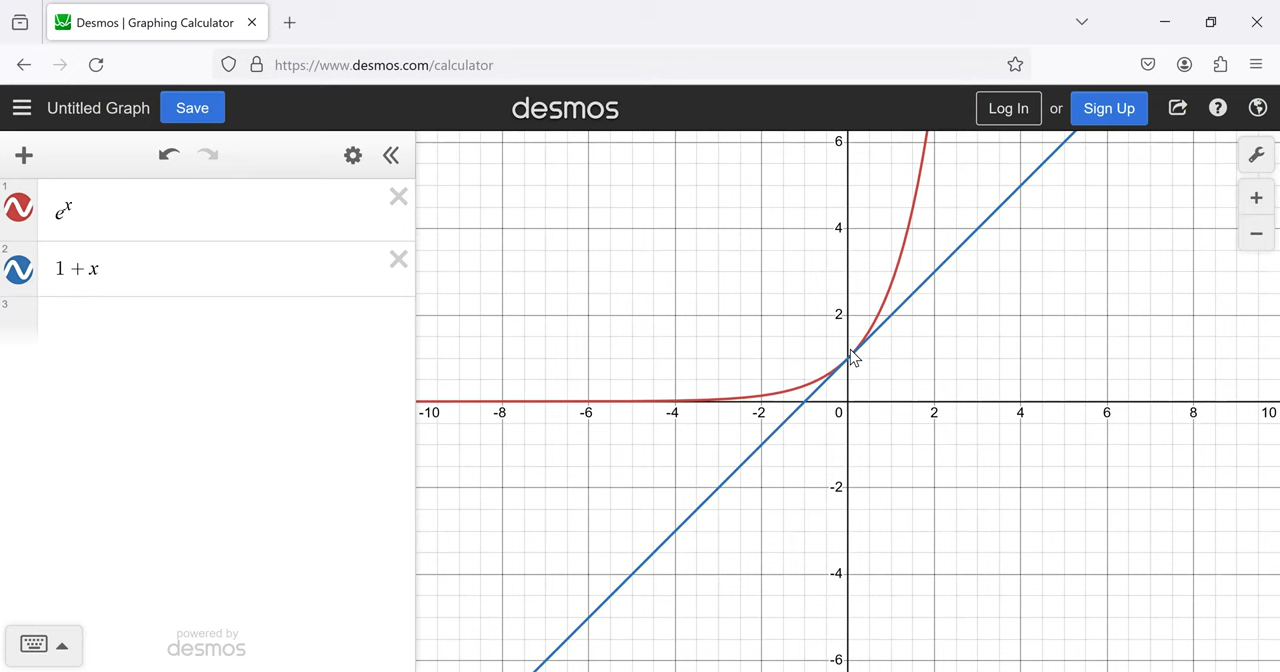 Desmos | Graphing Calculator
https://www.desmos.com/calculator
Untitled Graph Save desmos Log In or Sign Up
1
eˣ
2
1 + x
3
powered by
desmos
6
4
2
-10 -8 -6 -4 -2 0 2 4 6 8 10
-2
-4
-6